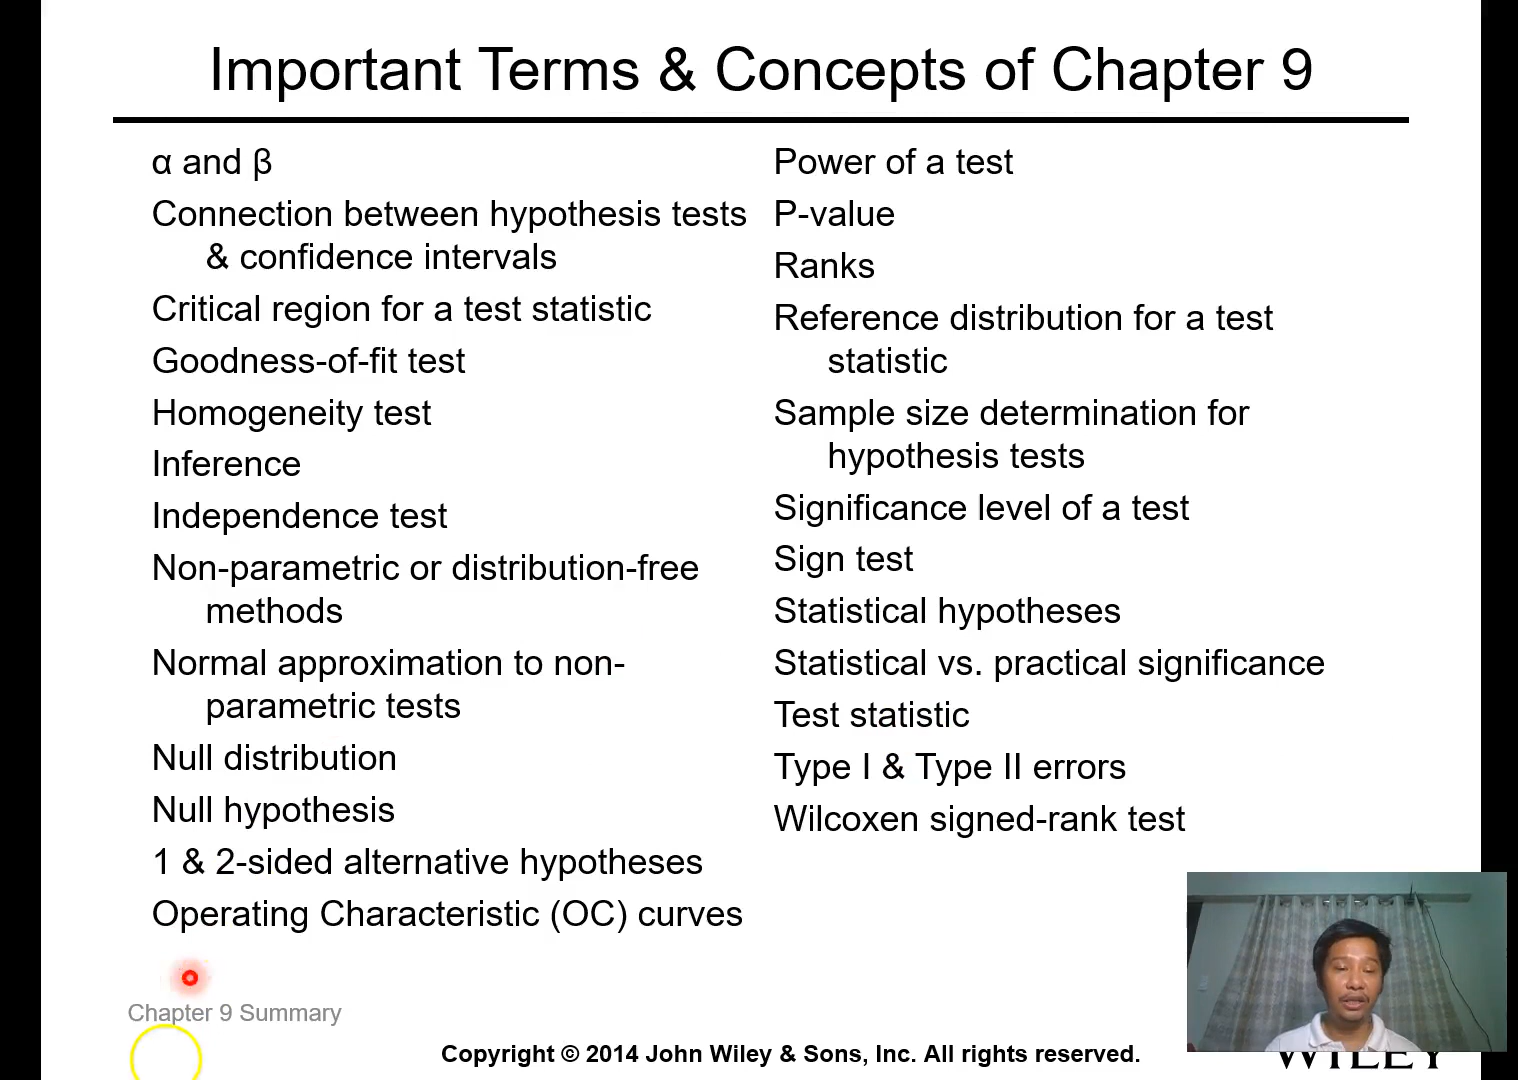 Important Terms & Concepts of Chapter 9
α and β
Connection between hypothesis tests
& confidence intervals
Critical region for a test statistic
Goodness-of-fit test
Homogeneity test
Inference
Independence test
Non-parametric or distribution-free
methods
Normal approximation to non-
parametric tests
Null distribution
Null hypothesis
1 & 2-sided alternative hypotheses
Operating Characteristic (OC) curves
Power of a test
P-value
Ranks
Reference distribution for a test
statistic
Sample size determination for
hypothesis tests
Significance level of a test
Sign test
Statistical hypotheses
Statistical vs. practical significance
Test statistic
Type I & Type II errors
Wilcoxen signed-rank test
Chapter 9 Summary
Copyright © 2014 John Wiley & Sons, Inc. All rights reserved.
WILEY